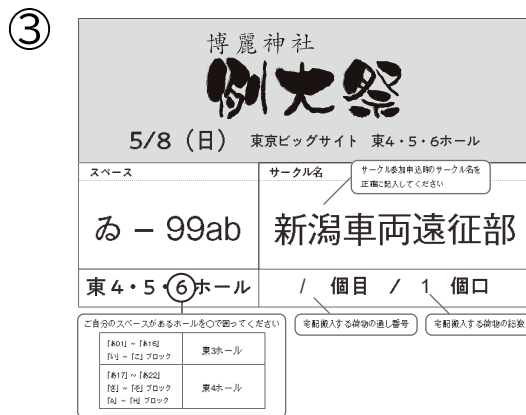 ③
博麗神社
例大祭
5/8（日） 東京ビッグサイト 東4・5・6ホール
スペース
サークル名
サークル参加申込時のサークル名を
正確に記入してください
ゐ − 99ab
新潟車両遠征部
東4・5・6ホール
/ 個目 / 1 個口
ご自分のスペースがあるホールを○で囲ってください
宅配搬入する荷物の通し番号
宅配搬入する荷物の総数
「あ01」～「あ16」
「い」～「こ」ブロック
東3ホール
「あ17」～「あ22」
「さ」～「そ」ブロック
「A」～「H」ブロック
東4ホール